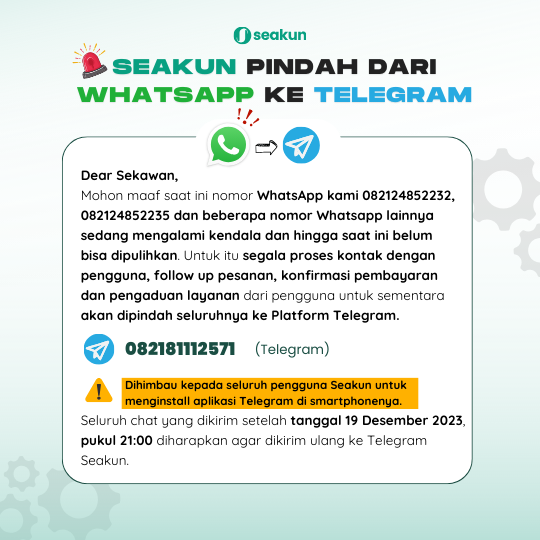 seakun
SEAKUN PINDAH DARI
WHATSAPP KE TELEGRAM
Dear Sekawan,
Mohon maaf saat ini nomor WhatsApp kami 082124852232,
082124852235 dan beberapa nomor Whatsapp lainnya
sedang mengalami kendala dan hingga saat ini belum
bisa dipulihkan. Untuk itu segala proses kontak dengan
pengguna, follow up pesanan, konfirmasi pembayaran
dan pengaduan layanan dari pengguna untuk sementara
akan dipindah seluruhnya ke Platform Telegram.
082181112571 (Telegram)
Dihimbau kepada seluruh pengguna Seakun untuk
menginstall aplikasi Telegram di smartphonenya.
Seluruh chat yang dikirim setelah tanggal 19 Desember 2023,
pukul 21:00 diharapkan agar dikirim ulang ke Telegram
Seakun.